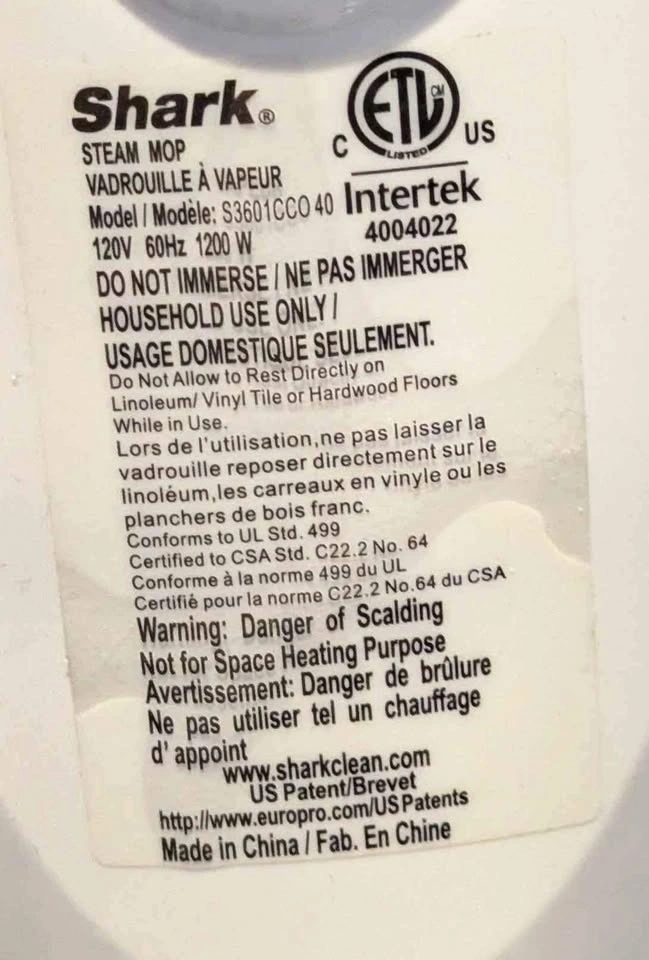 Shark®
STEAM MOP
VADROUILLE À VAPEUR
Model / Modèle: S3601CCO 40
120V 60Hz 1200 W
C ETL CM US
LISTED
Intertek
4004022
DO NOT IMMERSE / NE PAS IMMERGER
HOUSEHOLD USE ONLY /
USAGE DOMESTIQUE SEULEMENT.
Do Not Allow to Rest Directly on
Linoleum/ Vinyl Tile or Hardwood Floors
While in Use.
Lors de l'utilisation,ne pas laisser la
vadrouille reposer directement sur le
linoléum,les carreaux en vinyle ou les
planchers de bois franc.
Conforms to UL Std. 499
Certified to CSA Std. C22.2 No. 64
Conforme à la norme 499 du UL
Certifié pour la norme C22.2 No.64 du CSA
Warning: Danger of Scalding
Not for Space Heating Purpose
Avertissement: Danger de brûlure
Ne pas utiliser tel un chauffage
d' appoint
www.sharkclean.com
US Patent/Brevet
http://www.europro.com/US Patents
Made in China / Fab. En Chine